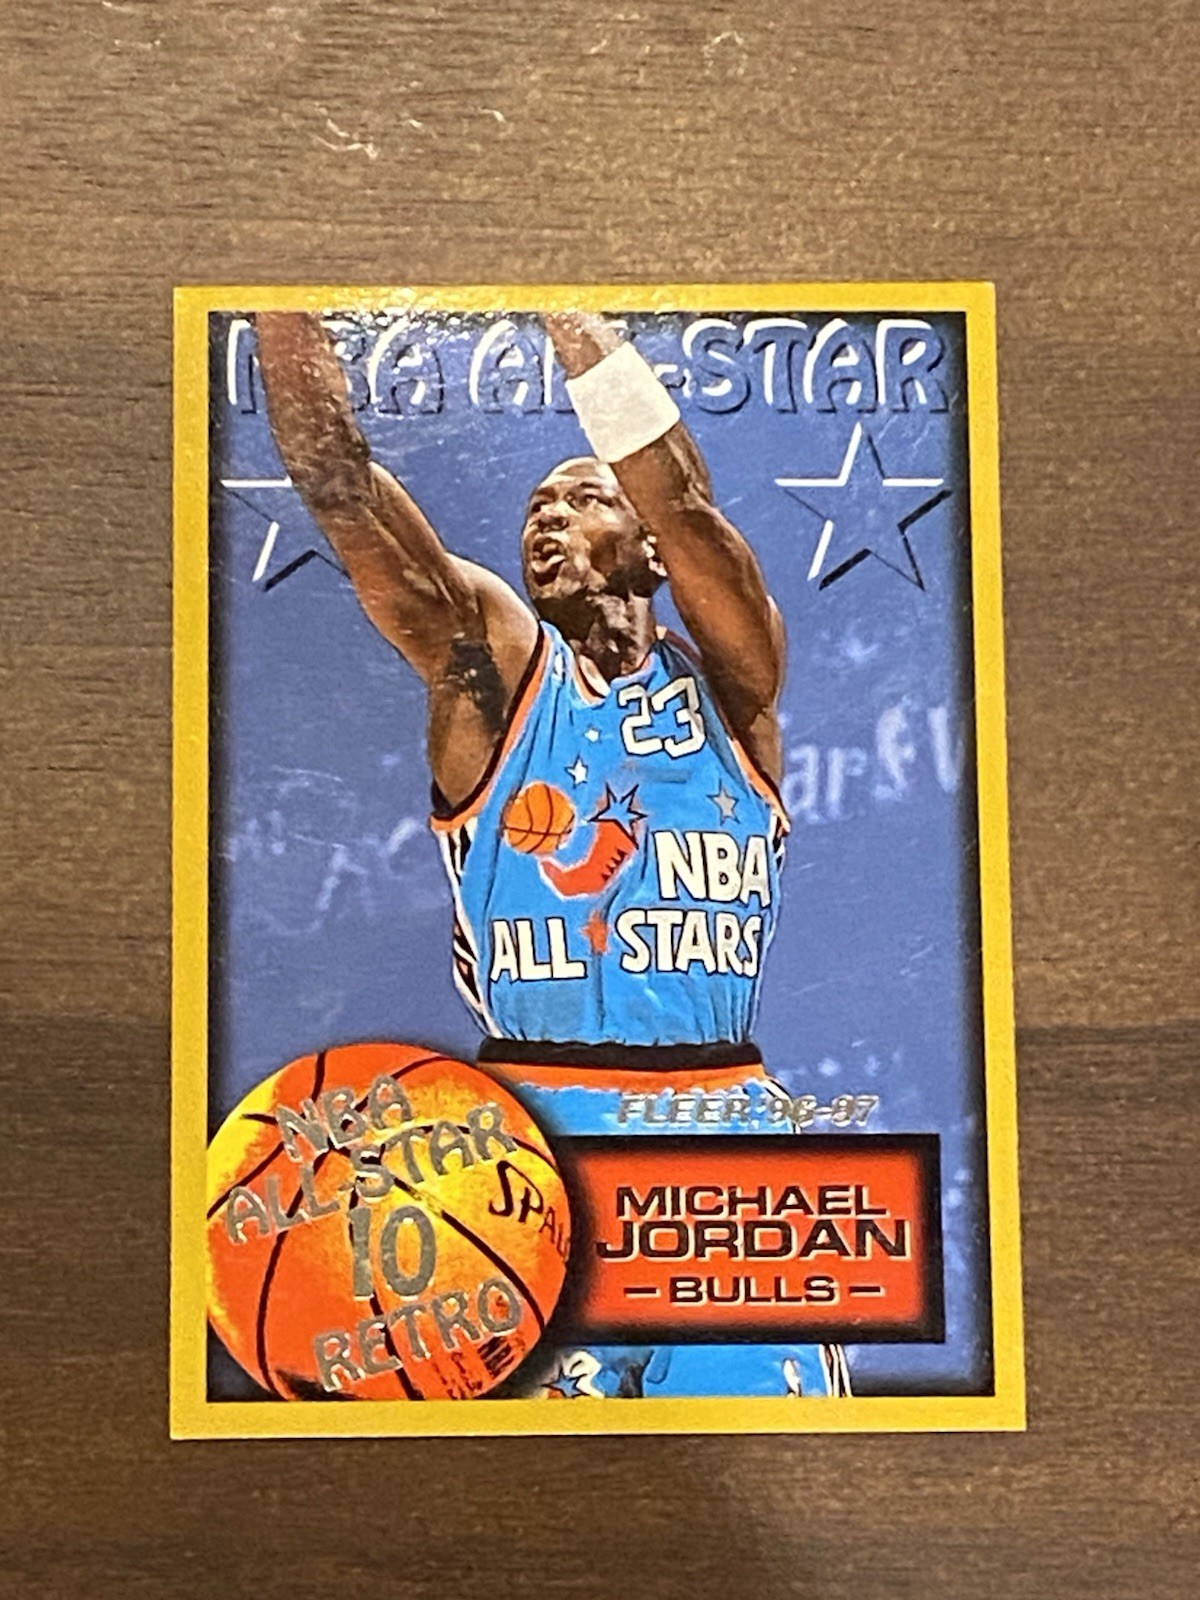 NBA ALL-STAR
23
NBA
ALL STARS
FLEER '96-97
NBA
ALL-STAR
10
RETRO
MICHAEL
JORDAN
- BULLS -